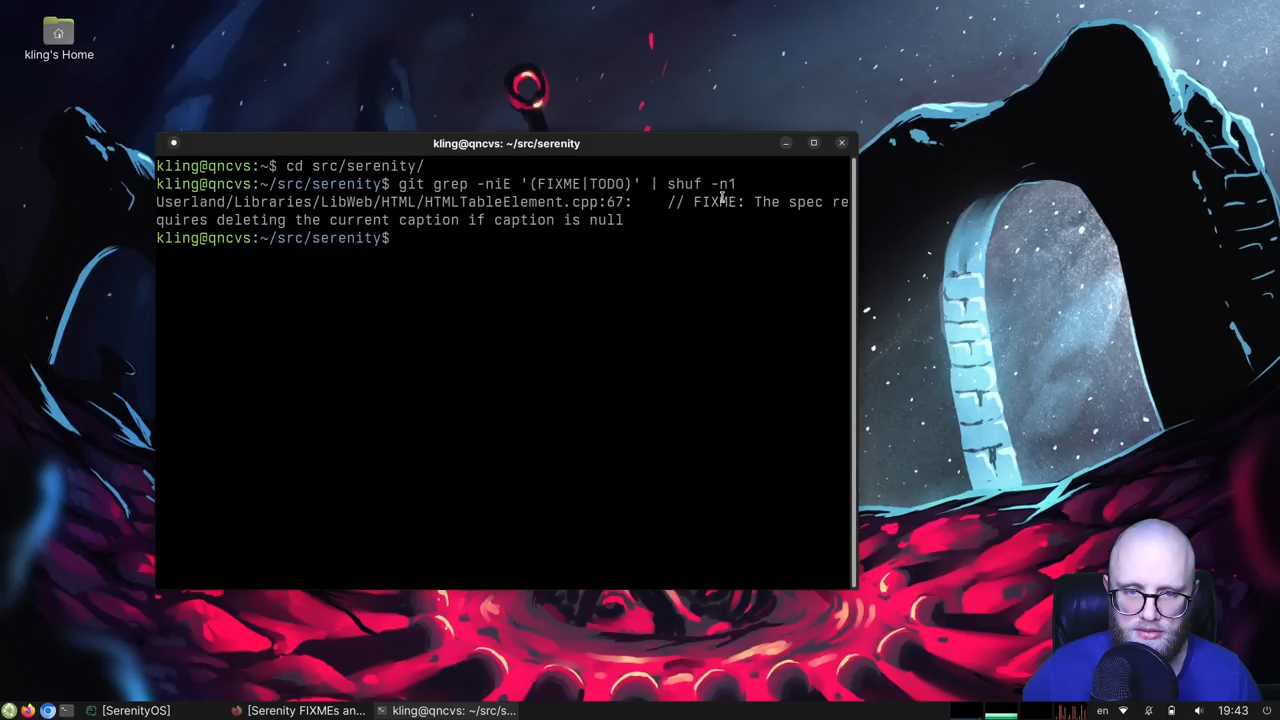 kling's Home
kling@qncvs: ~/src/serenity
kling@qncvs:~$ cd src/serenity/
kling@qncvs:~/src/serenity$ git grep -niE '(FIXME|TODO)' | shuf -n1
Userland/Libraries/LibWeb/HTML/HTMLTableElement.cpp:67:    // FIXME: The spec re
quires deleting the current caption if caption is null
kling@qncvs:~/src/serenity$
[SerenityOS]
[Serenity FIXMEs an...
kling@qncvs: ~/src/s...
en
19:43